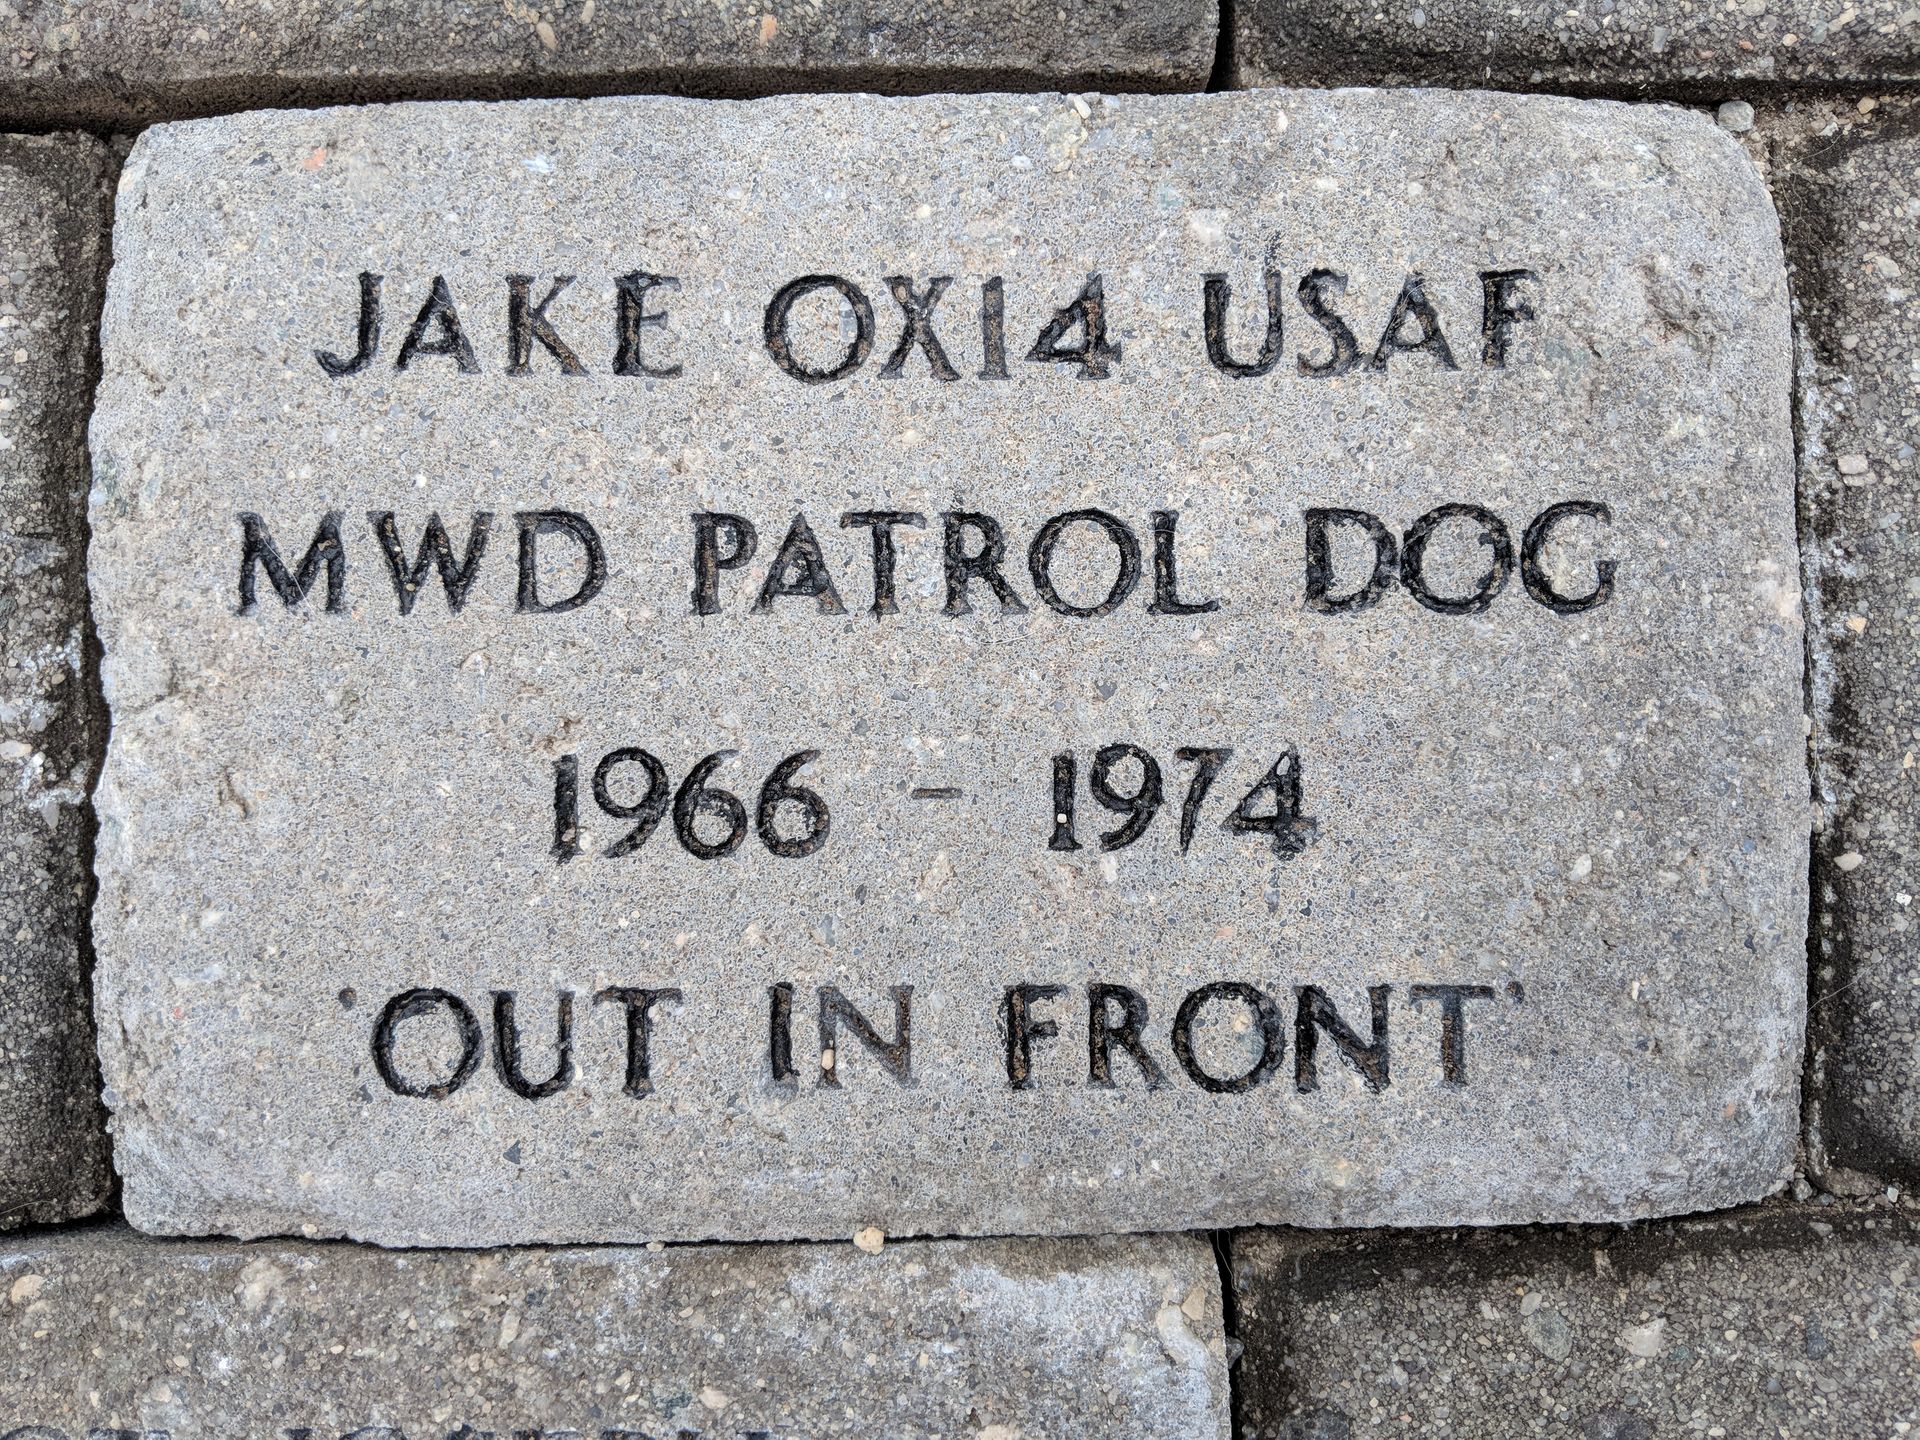 JAKE OX14 USAF
MWD PATROL DOG
1966 - 1974
'OUT IN FRONT'